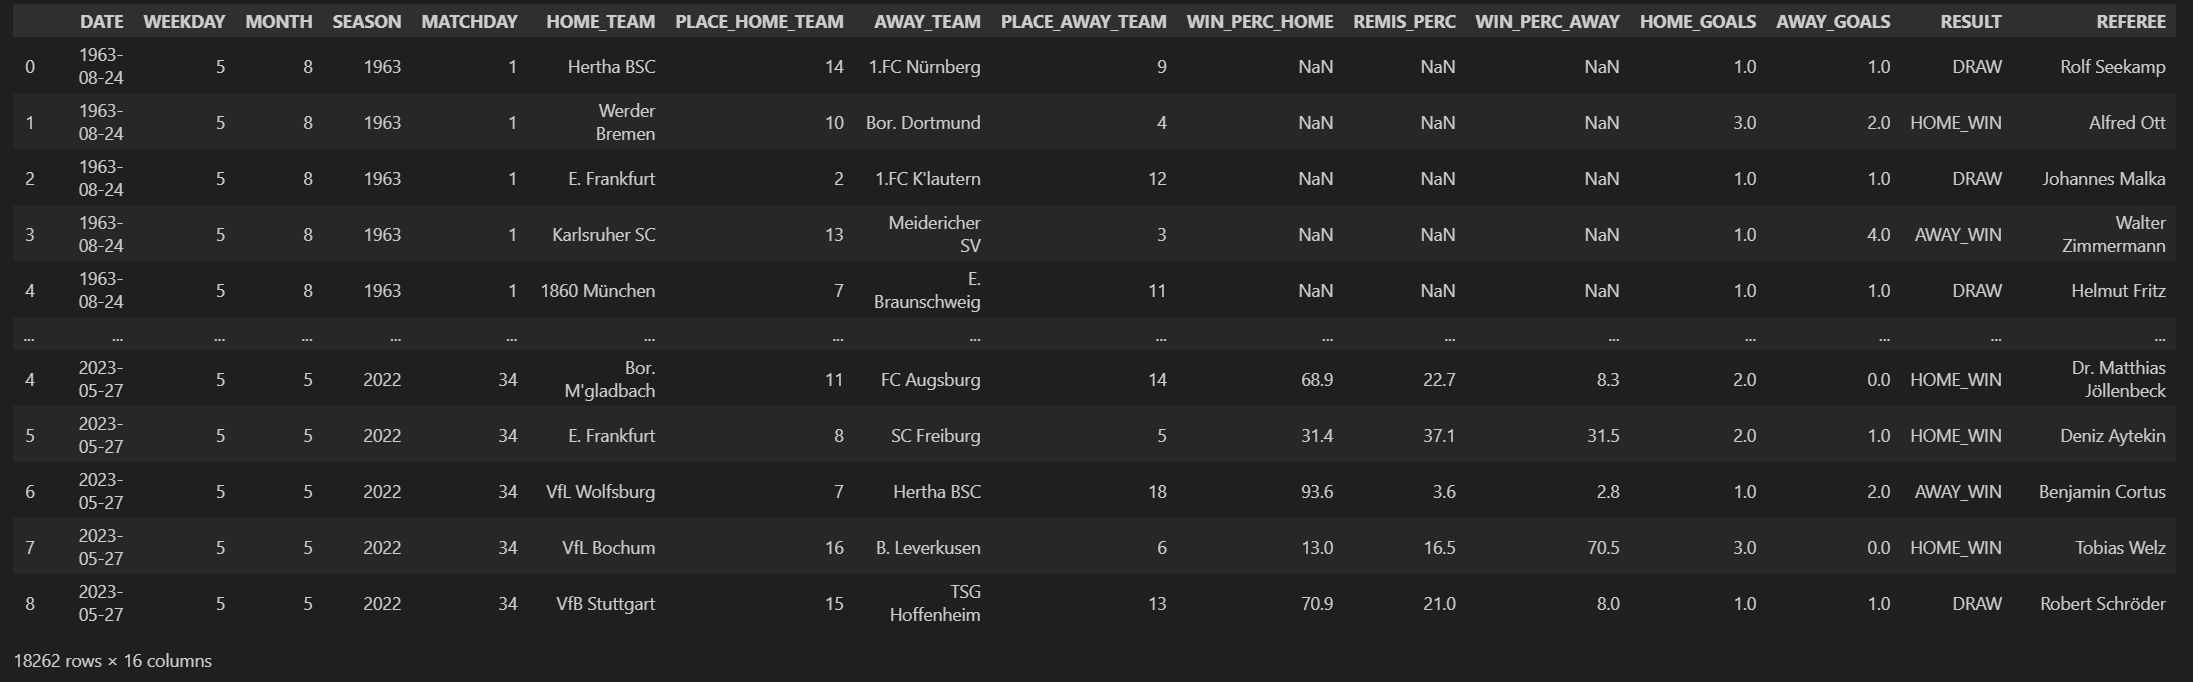 DATE WEEKDAY MONTH SEASON MATCHDAY HOME_TEAM PLACE_HOME_TEAM AWAY_TEAM PLACE_AWAY_TEAM WIN_PERC_HOME REMIS_PERC WIN_PERC_AWAY HOME_GOALS AWAY_GOALS RESULT REFEREE
0 1963-08-24 5 8 1963 1 Hertha BSC 14 1.FC Nürnberg 9 NaN NaN NaN 1.0 1.0 DRAW Rolf Seekamp
1 1963-08-24 5 8 1963 1 Werder Bremen 10 Bor. Dortmund 4 NaN NaN NaN 3.0 2.0 HOME_WIN Alfred Ott
2 1963-08-24 5 8 1963 1 E. Frankfurt 2 1.FC K'lautern 12 NaN NaN NaN 1.0 1.0 DRAW Johannes Malka
3 1963-08-24 5 8 1963 1 Karlsruher SC 13 Meidericher SV 3 NaN NaN NaN 1.0 4.0 AWAY_WIN Walter Zimmermann
4 1963-08-24 5 8 1963 1 1860 München 7 E. Braunschweig 11 NaN NaN NaN 1.0 1.0 DRAW Helmut Fritz
... ... ... ... ... ... ... ... ... ... ... ... ... ... ... ... ...
4 2023-05-27 5 5 2022 34 Bor. M'gladbach 11 FC Augsburg 14 68.9 22.7 8.3 2.0 0.0 HOME_WIN Dr. Matthias Jöllenbeck
5 2023-05-27 5 5 2022 34 E. Frankfurt 8 SC Freiburg 5 31.4 37.1 31.5 2.0 1.0 HOME_WIN Deniz Aytekin
6 2023-05-27 5 5 2022 34 VfL Wolfsburg 7 Hertha BSC 18 93.6 3.6 2.8 1.0 2.0 AWAY_WIN Benjamin Cortus
7 2023-05-27 5 5 2022 34 VfL Bochum 16 B. Leverkusen 6 13.0 16.5 70.5 3.0 0.0 HOME_WIN Tobias Welz
8 2023-05-27 5 5 2022 34 VfB Stuttgart 15 TSG Hoffenheim 13 70.9 21.0 8.0 1.0 1.0 DRAW Robert Schröder
18262 rows × 16 columns